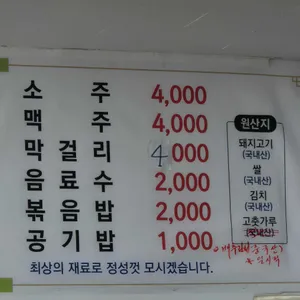 소주 4,000
맥주 4,000
막걸리 4,000
음료수 2,000
볶음밥 2,000
공기밥 1,000
최상의 재료로 정성껏 모시겠습니다.
원산지
돼지고기
(국내산)
쌀
(국내산)
김치
(국내산)
고춧가루